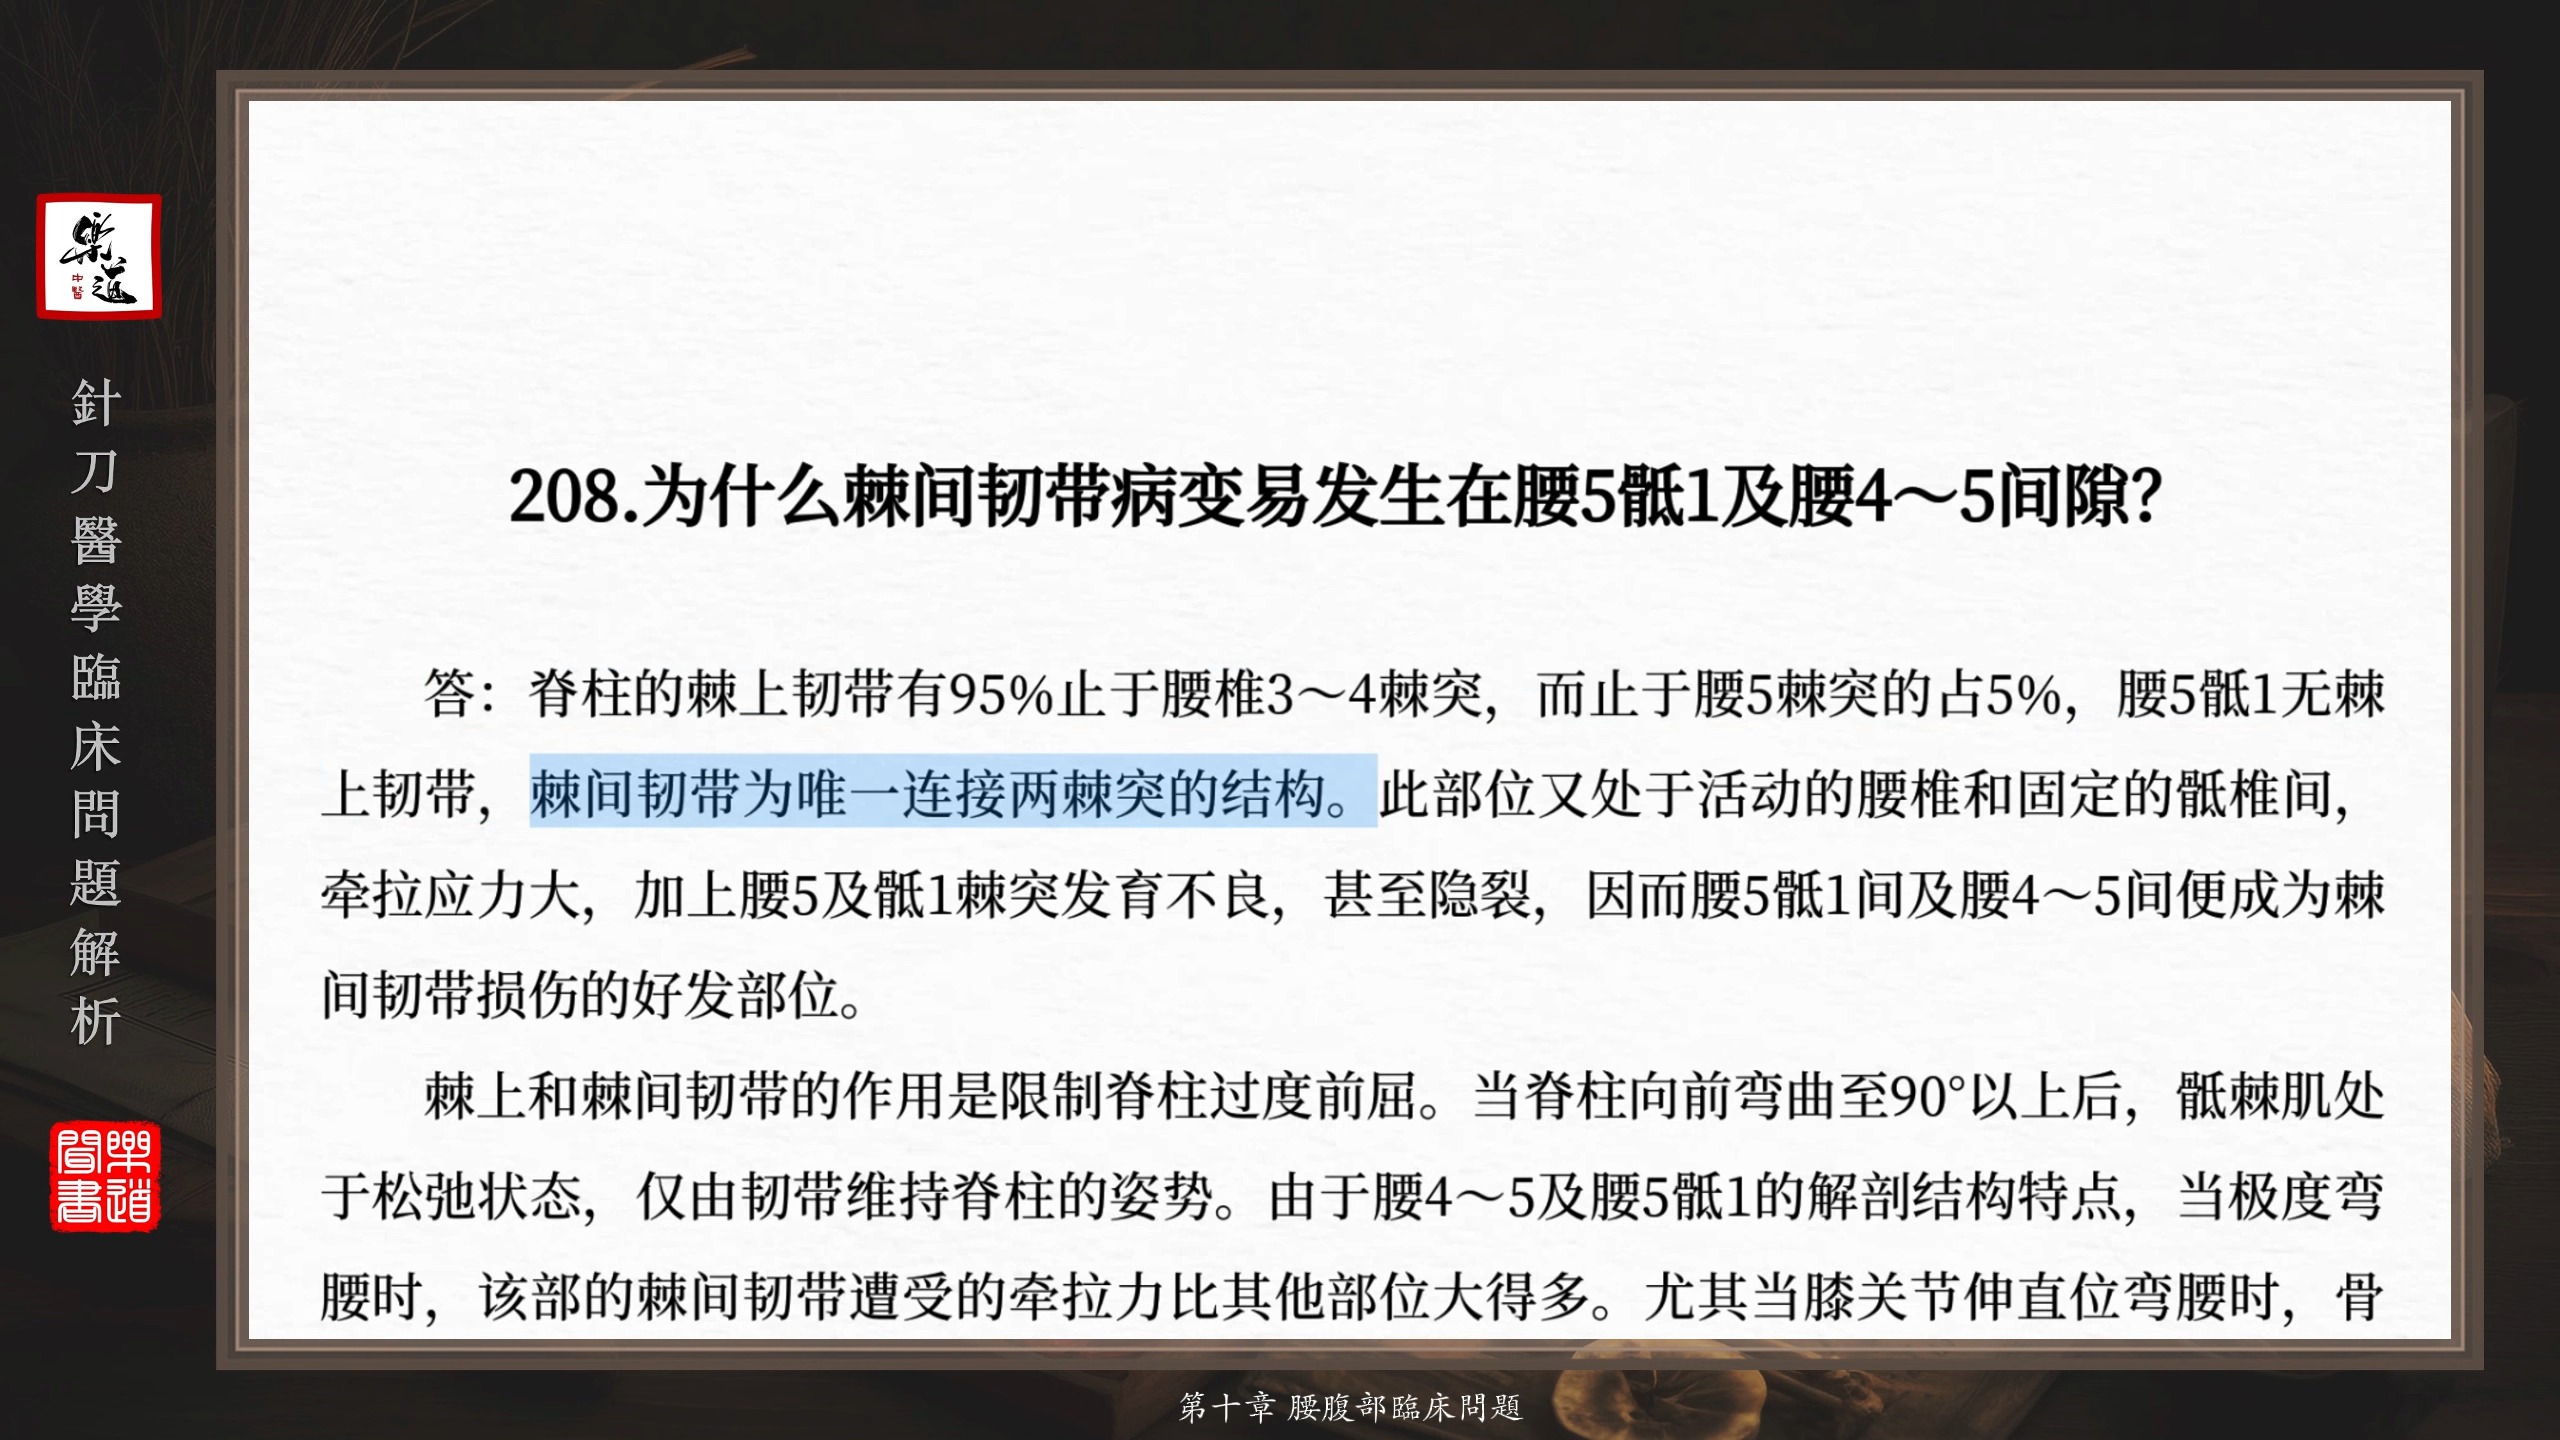 樂道
中醫
針刀醫學臨床問題解析
樂道
閱書
208.为什么棘间韧带病变易发生在腰5骶1及腰4～5间隙？
答：脊柱的棘上韧带有95%止于腰椎3～4棘突，而止于腰5棘突的占5%，腰5骶1无棘
上韧带，棘间韧带为唯一连接两棘突的结构。此部位又处于活动的腰椎和固定的骶椎间，
牵拉应力大，加上腰5及骶1棘突发育不良，甚至隐裂，因而腰5骶1间及腰4～5间便成为棘
间韧带损伤的好发部位。
棘上和棘间韧带的作用是限制脊柱过度前屈。当脊柱向前弯曲至90°以上后，骶棘肌处
于松弛状态，仅由韧带维持脊柱的姿势。由于腰4～5及腰5骶1的解剖结构特点，当极度弯
腰时，该部的棘间韧带遭受的牵拉力比其他部位大得多。尤其当膝关节伸直位弯腰时，骨
第十章 腰腹部臨床問題